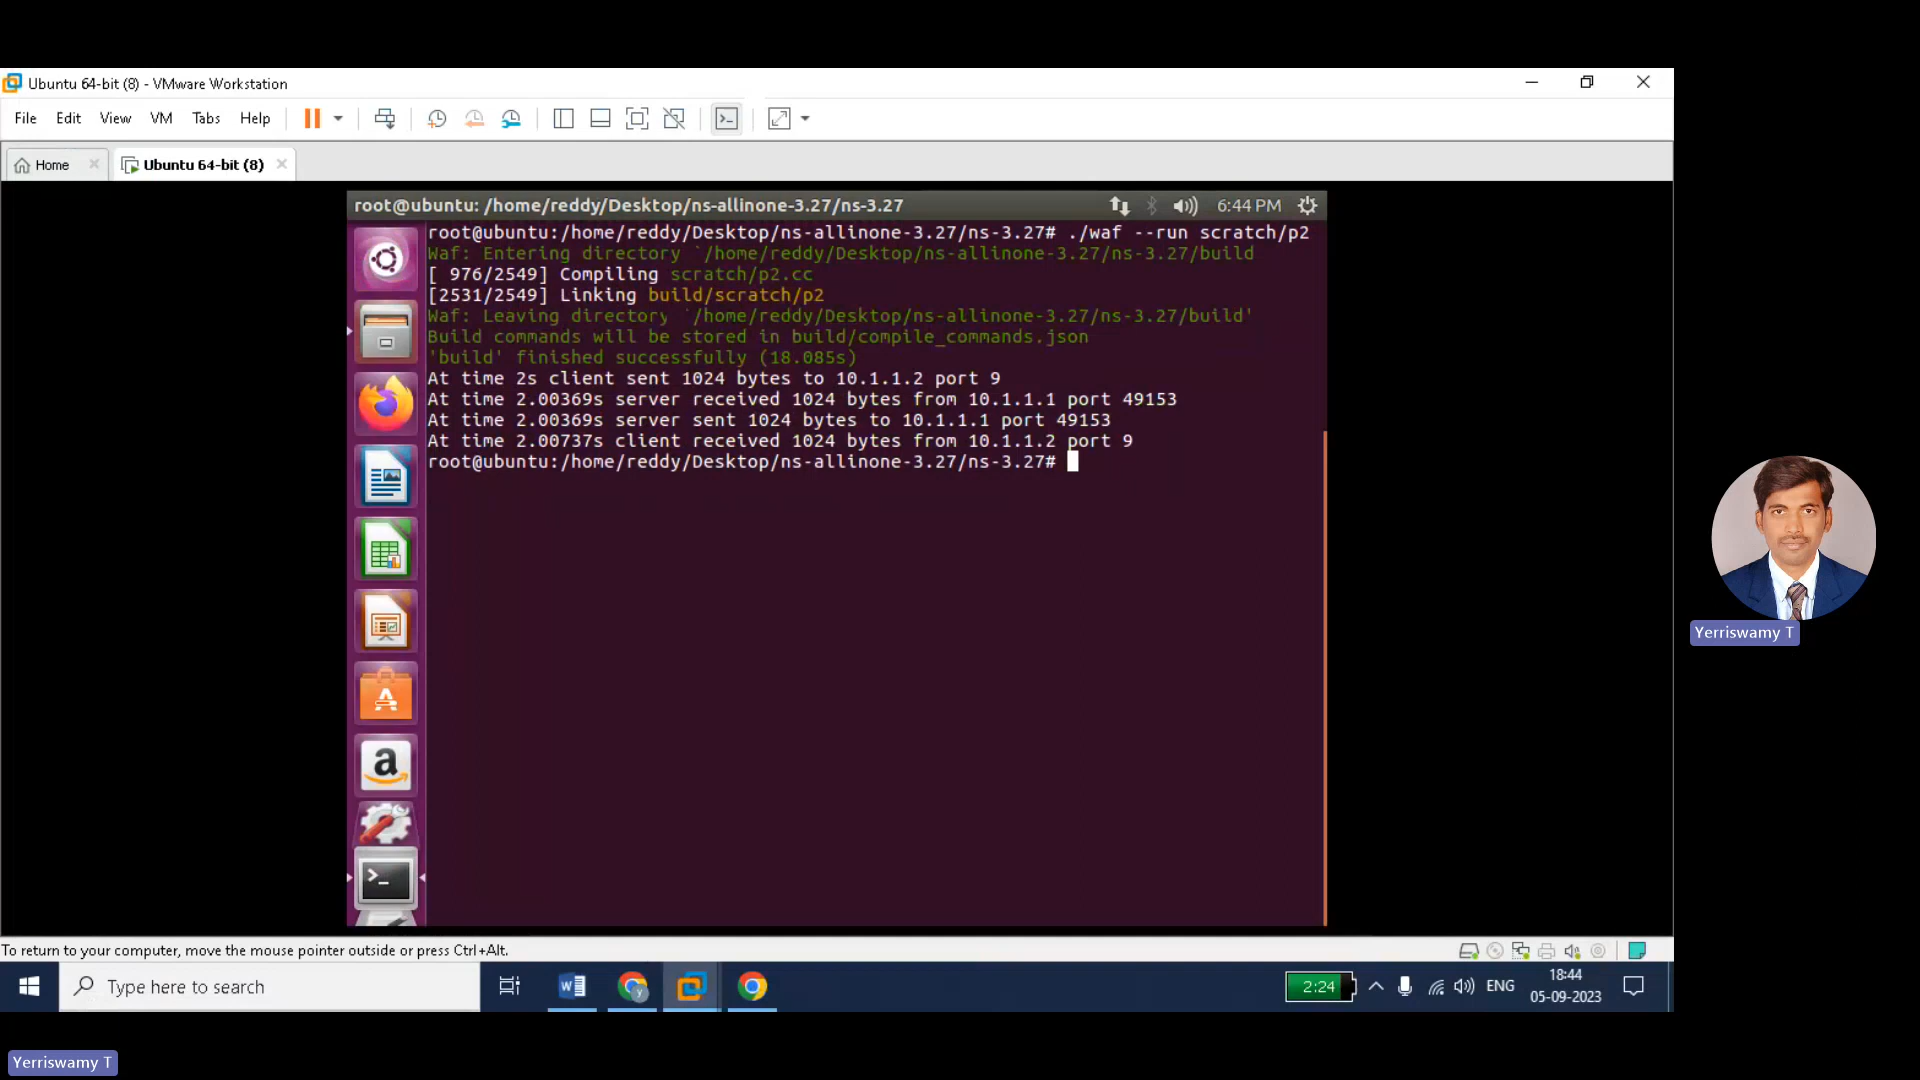 Ubuntu 64-bit (8) - VMware Workstation
File Edit View VM Tabs Help
Home
Ubuntu 64-bit (8)
root@ubuntu: /home/reddy/Desktop/ns-allinone-3.27/ns-3.27
6:44 PM
root@ubuntu:/home/reddy/Desktop/ns-allinone-3.27/ns-3.27# ./waf --run scratch/p2
Waf: Entering directory `/home/reddy/Desktop/ns-allinone-3.27/ns-3.27/build
[ 976/2549] Compiling scratch/p2.cc
[2531/2549] Linking build/scratch/p2
Waf: Leaving directory `/home/reddy/Desktop/ns-allinone-3.27/ns-3.27/build'
Build commands will be stored in build/compile_commands.json
'build' finished successfully (18.085s)
At time 2s client sent 1024 bytes to 10.1.1.2 port 9
At time 2.00369s server received 1024 bytes from 10.1.1.1 port 49153
At time 2.00369s server sent 1024 bytes to 10.1.1.1 port 49153
At time 2.00737s client received 1024 bytes from 10.1.1.2 port 9
root@ubuntu:/home/reddy/Desktop/ns-allinone-3.27/ns-3.27#
Yerriswamy T
To return to your computer, move the mouse pointer outside or press Ctrl+Alt.
Type here to search
2:24
ENG
18:44
05-09-2023
Yerriswamy T